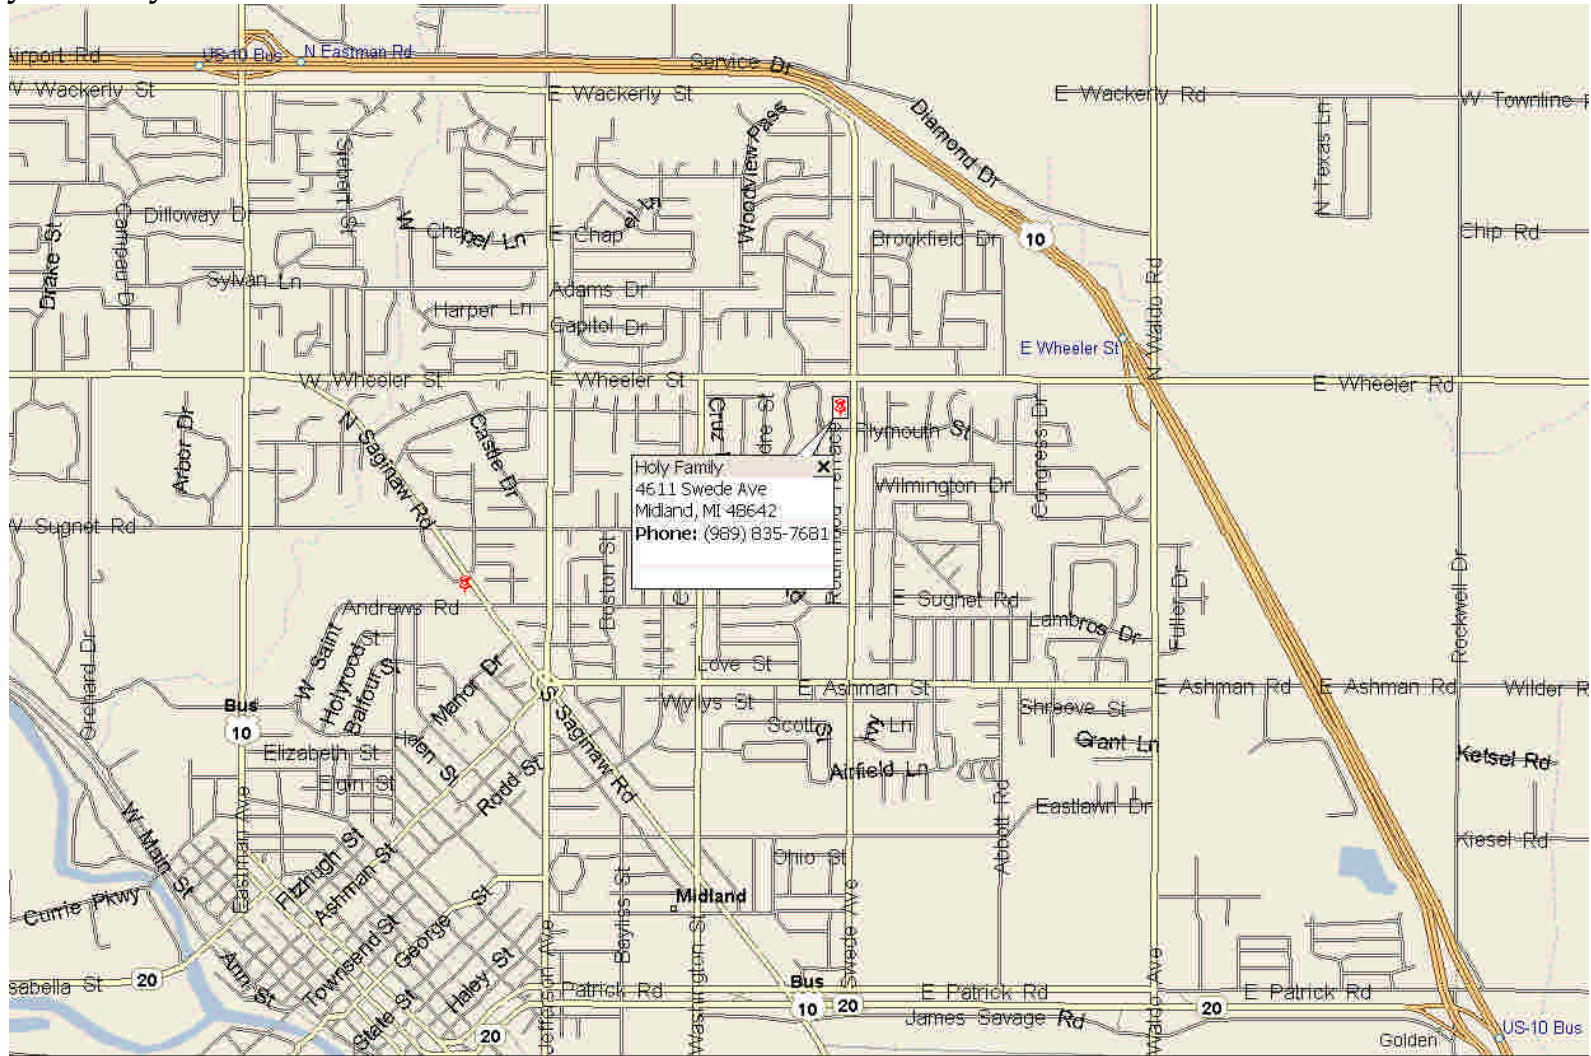 Airport Rd
US-10 Bus
N Eastman Rd
Service Dr
W Wackerly St
E Wackerly St
E Wackerly Rd
W Townline
Diamond Dr
N Texas Ln
Woodview Pass
Siebert St
Dilloway Dr
Campau Dr
Drake St
W Chapel Ln
E Chap
el Ln
Brookfield Dr
10
Chip Rd
N Waldo Rd
Sylvan Ln
Adams Dr
Harper Ln
Capitol Dr
E Wheeler St
W Wheeler St
E Wheeler St
E Wheeler Rd
N Saginaw Rd
Castle Dr
Arbor Dr
Cruz
dre St
Plymouth St
Congress Dr
Holy Family
4611 Swede Ave
Midland, MI 48642
Phone: (989) 835-7681
Wilmington Dr
W Sugnet Rd
Boston St
Terrace
Andrews Rd
E Sugnet Rd
Lambros Dr
Fuller Dr
Rockwell Dr
Orchard Dr
W Saint
Holyrood St
Balfour St
Manor Dr
Love St
E Ashman St
E Ashman Rd
E Ashman Rd
Wilder R
Bus
10
Wyllys St
Scott
St
Ivy Ln
Shreeve St
Grant Ln
Ketsel Rd
Elizabeth St
Elgin St
Halen St
Rodd St
S Saginaw Rd
Airfield Ln
Eastlawn Dr
Abbott Rd
Kiesel Rd
W Main St
Eastman Ave
Fitzhugh St
Ashman St
Ohio St
Midland
Currie Pkwy
George St
Bayliss St
Swede Ave
Townsend St
Ann St
Haley St
State St
Jefferson Ave
Washington St
Waldo Ave
sabella St
20
Patrick Rd
Bus
10
20
E Patrick Rd
20
E Patrick Rd
James Savage Rd
20
Golden
US-10 Bus